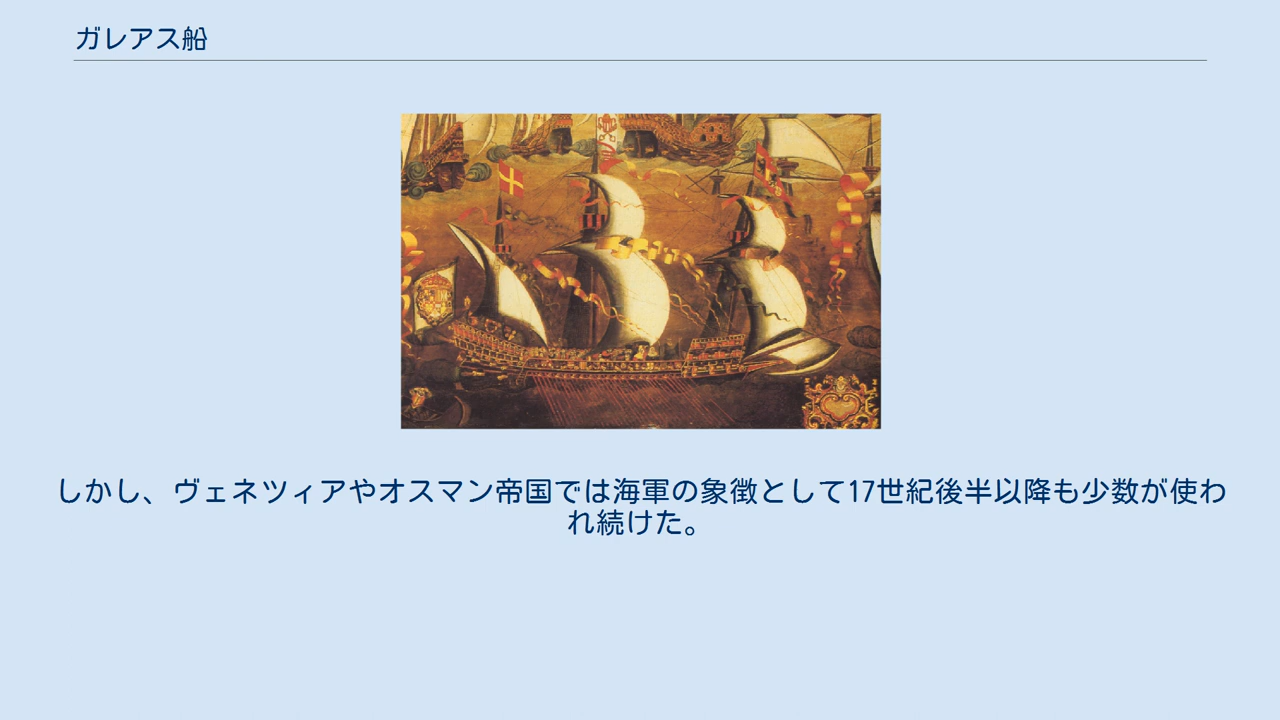 ガレアス船
しかし、ヴェネツィアやオスマン帝国では海軍の象徴として17世紀後半以降も少数が使わ
れ続けた。